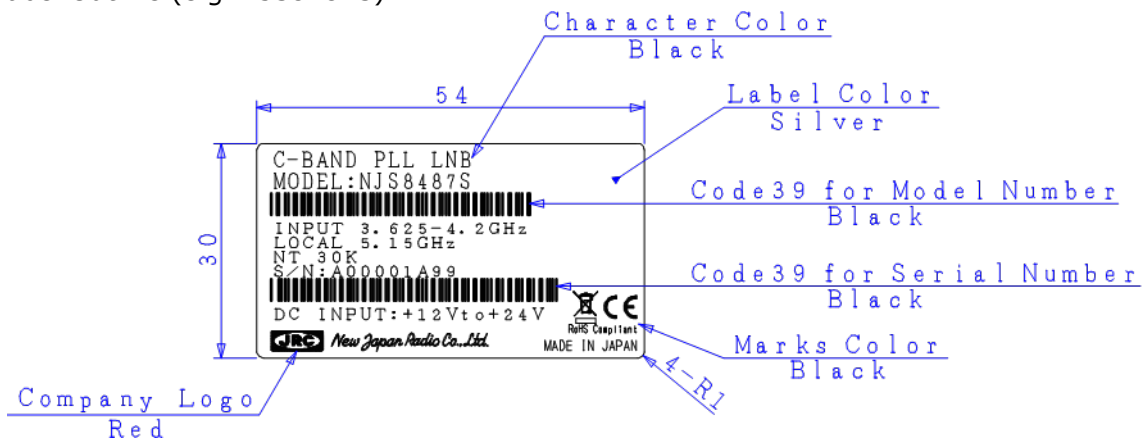 Character Color
Black
54
Label Color
Silver
C-BAND PLL LNB
MODEL:NJS8487S
Code39 for Model Number
Black
INPUT 3.625-4.2GHz
LOCAL 5.15GHz
NT 30K
S/N:A00001A99
30
Code39 for Serial Number
Black
DC INPUT:+12Vto+24V
CE
RoHS Compliant
JRC New Japan Radio Co.,Ltd.
MADE IN JAPAN
Marks Color
Black
4-R1
Company Logo
Red